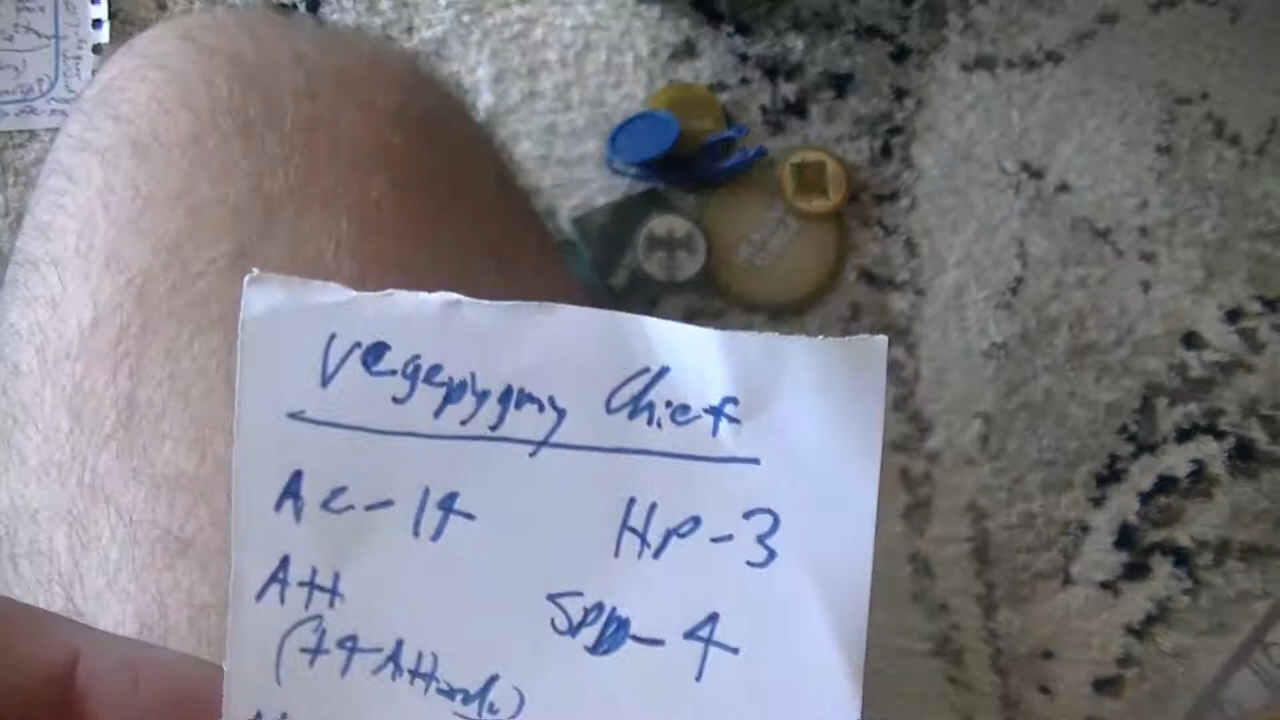 Vegepygmy Chief
AC-14 HP-3
Att SPD-4
(+4 Attack)